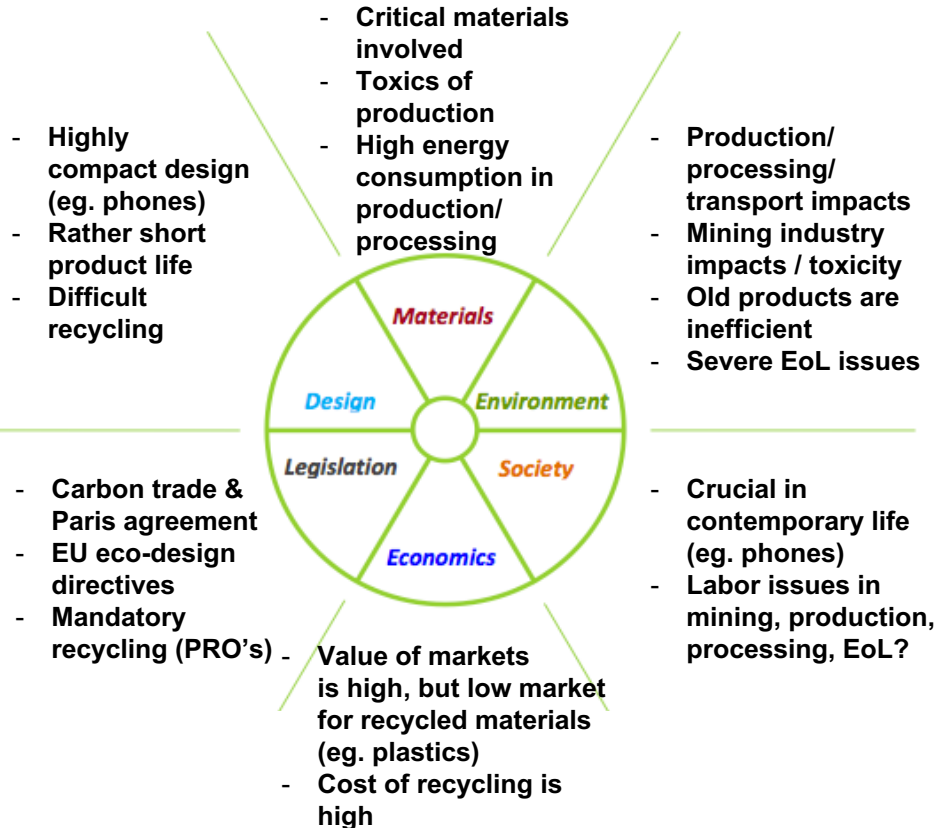 - Critical materials
involved
- Toxics of
production
- High energy
consumption in
production/
processing
- Highly
compact design
(eg. phones)
- Rather short
product life
- Difficult
recycling
- Production/
processing/
transport impacts
- Mining industry
impacts / toxicity
- Old products are
inefficient
- Severe EoL issues
Materials
Design
Environment
Legislation
Society
Economics
- Carbon trade &
Paris agreement
- EU eco-design
directives
- Mandatory
recycling (PRO's)
- Crucial in
contemporary life
(eg. phones)
- Labor issues in
mining, production,
processing, EoL?
- Value of markets
is high, but low market
for recycled materials
(eg. plastics)
- Cost of recycling is
high